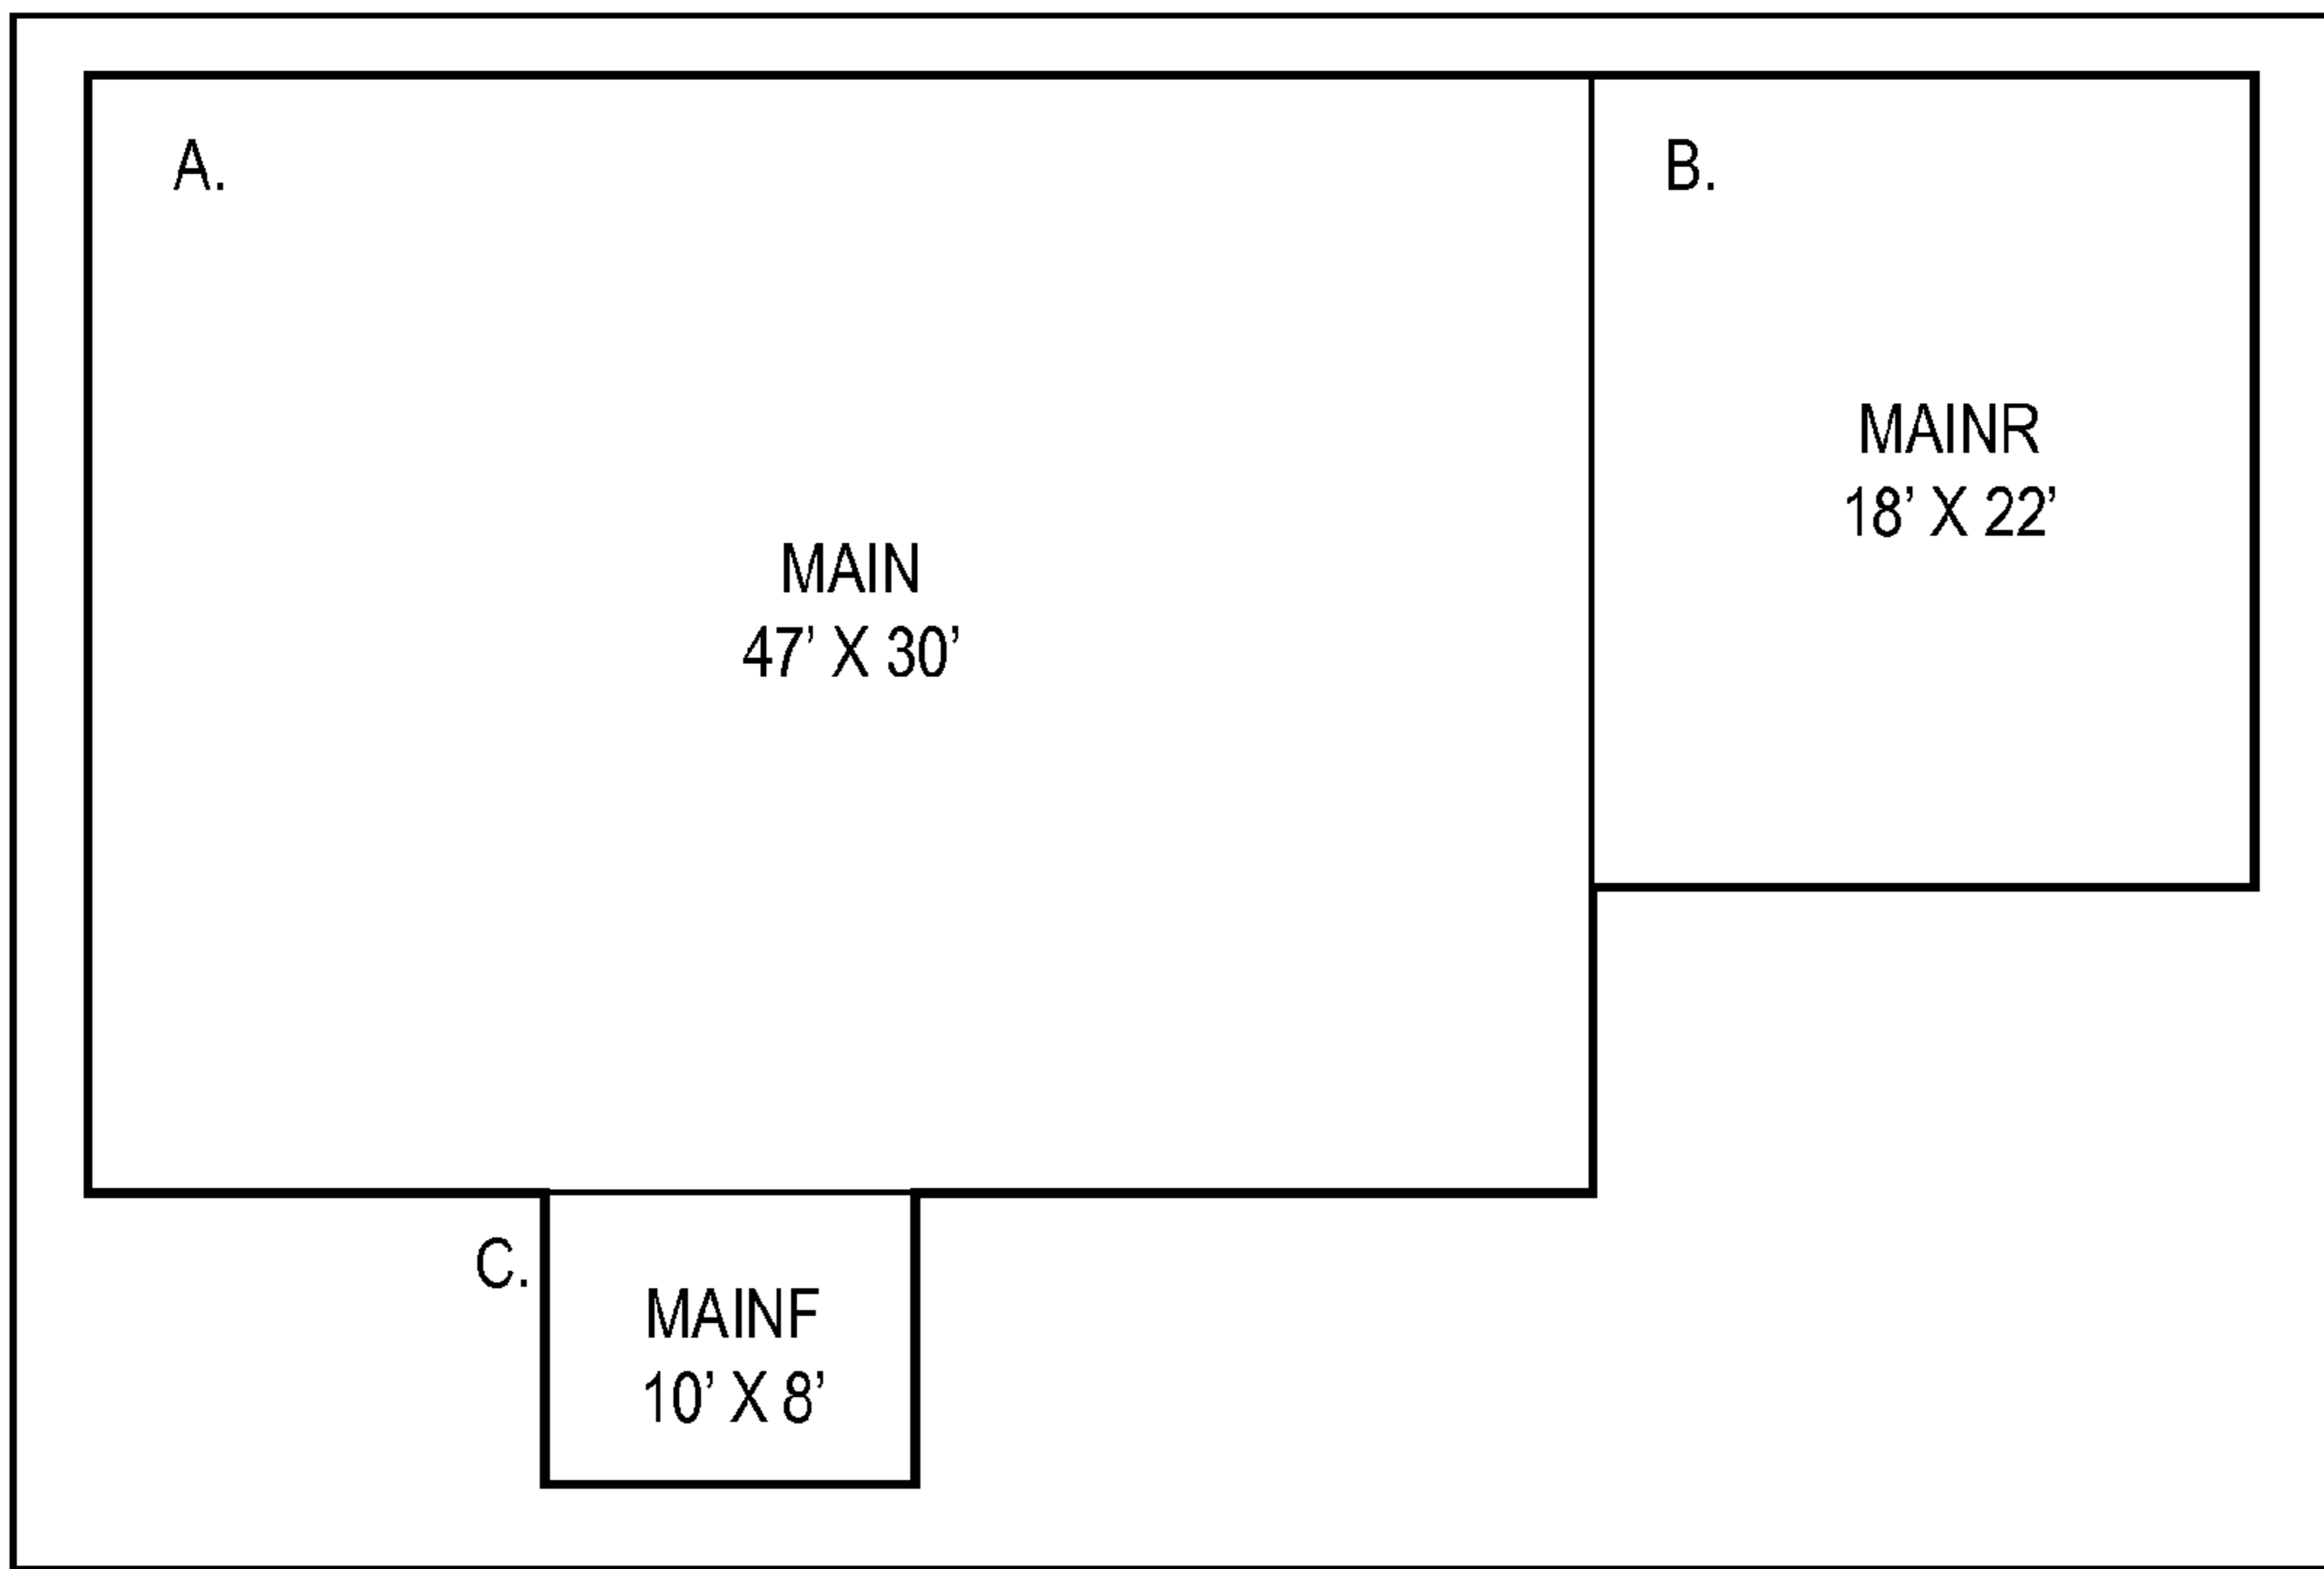 A.
B.
MAINR
18’ X 22’
MAIN
47’ X 30’
C.
MAINF
10’ X 8’